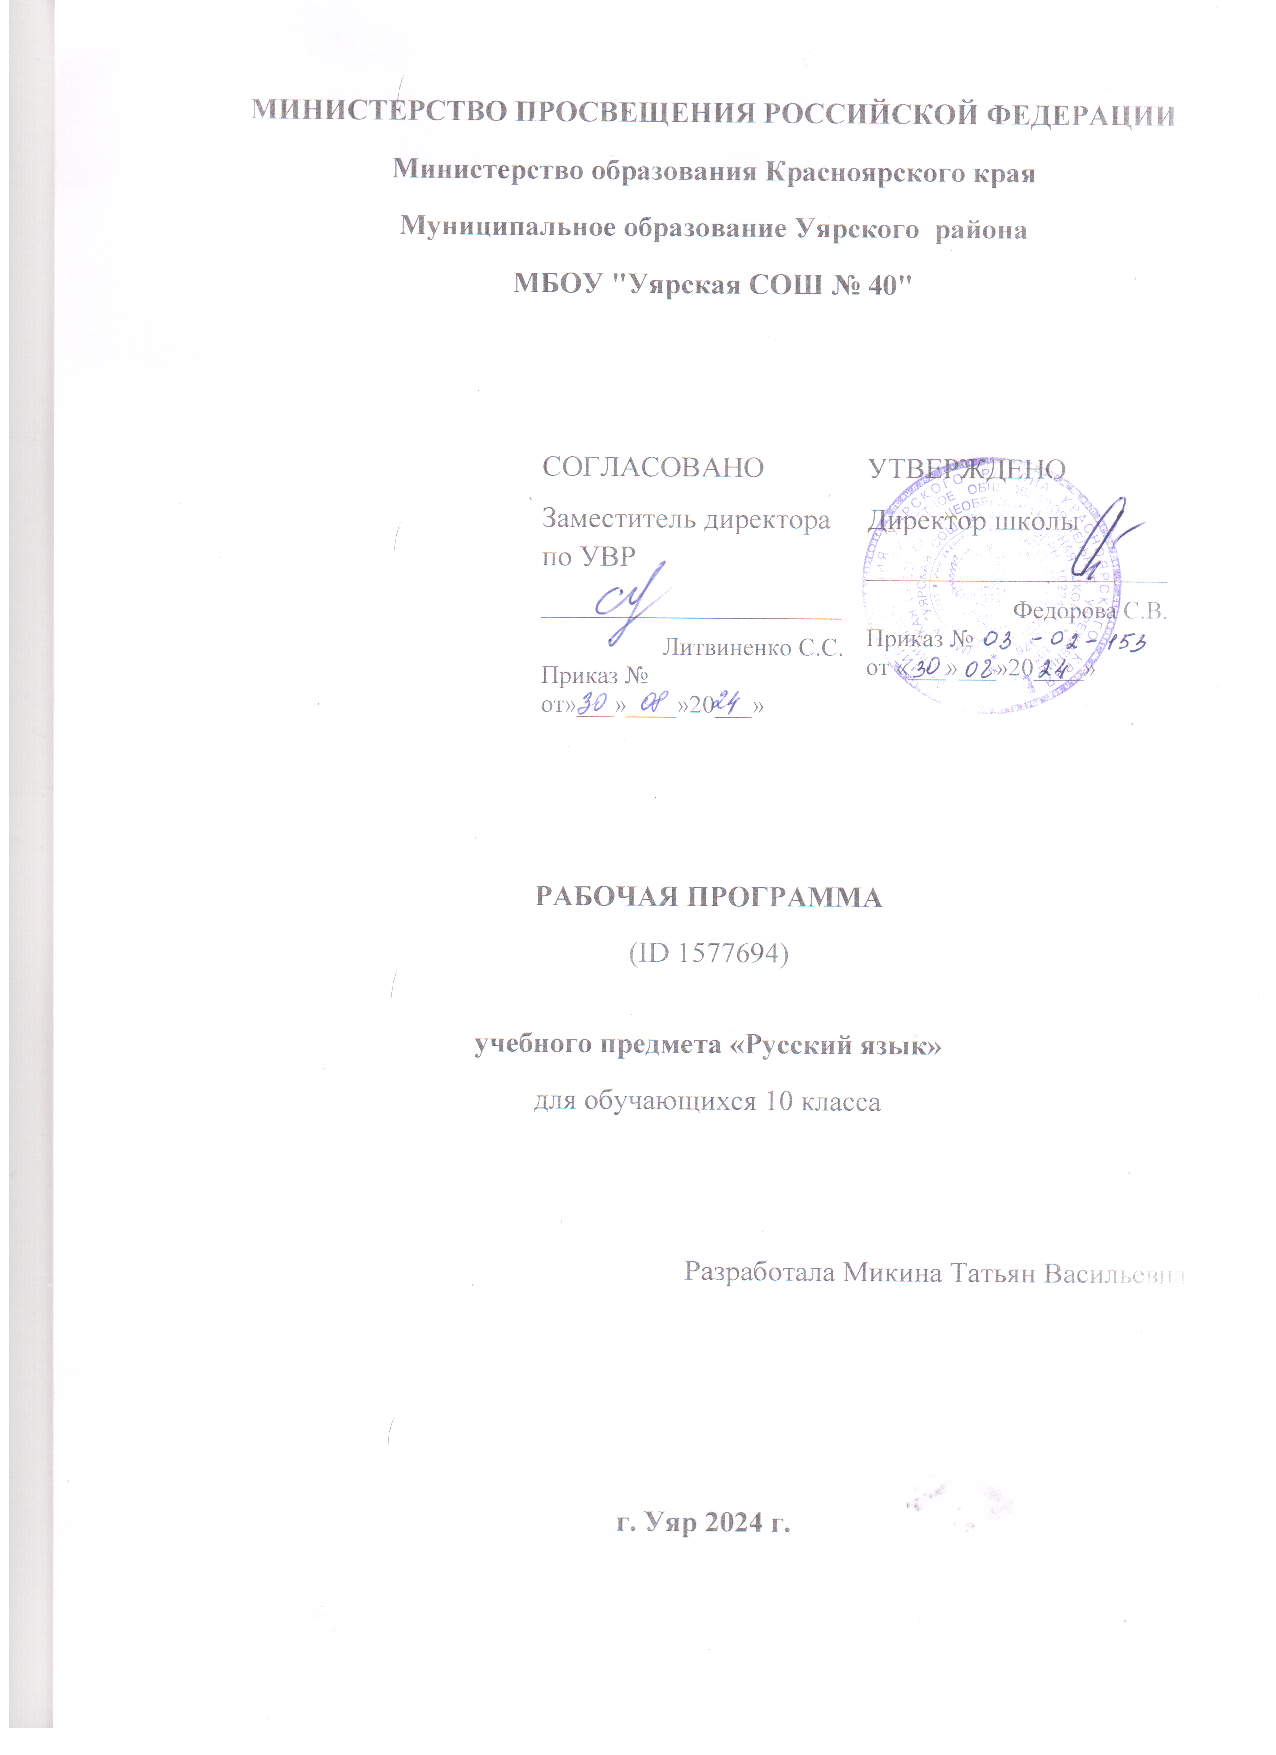 МИНИСТЕРСТВО ПРОСВЕЩЕНИЯ РОССИЙСКОЙ ФЕДЕРАЦИИ
Министерство образования Красноярского края
Муниципальное образование Уярского района
МБОУ "Уярская СОШ № 40"
СОГЛАСОВАНО
Заместитель директора
по УВР
Литвиненко С.С.
Приказ №
от»30»08»2024»
УТВЕРЖДЕНО
Директор школы
Федорова С.В.
Приказ № 03 - 02 - 153
от «30» 08»2024»
РАБОЧАЯ ПРОГРАММА
(ID 1577694)
учебного предмета «Русский язык»
для обучающихся 10 класса
Разработала Микина Татьян Васильевна
г. Уяр 2024 г.